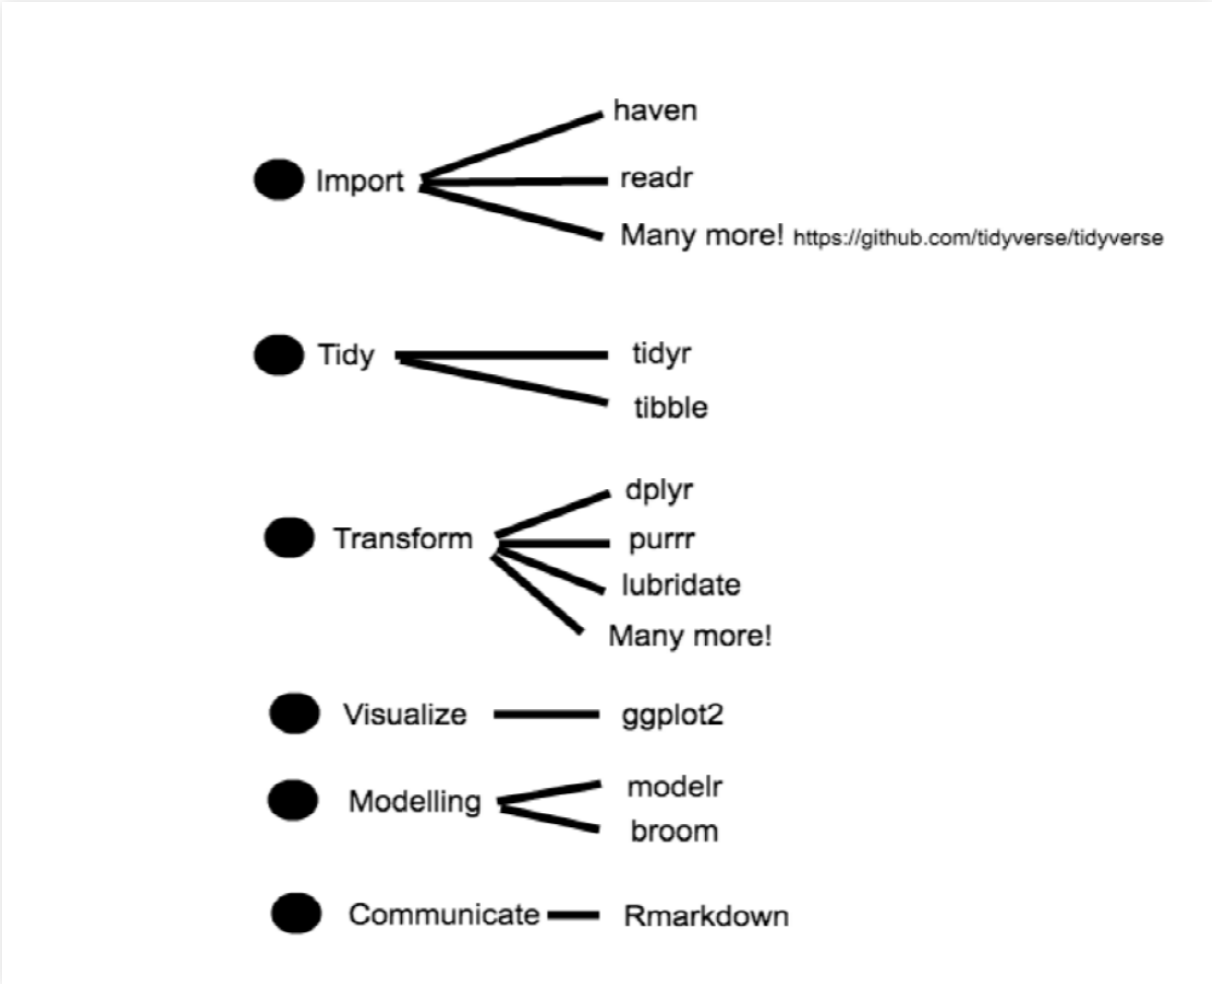 haven
Import
readr
Many more! https://github.com/tidyverse/tidyverse
Tidy
tidyr
tibble
dplyr
Transform
purrr
lubridate
Many more!
Visualize
ggplot2
modelr
Modelling
broom
Communicate
Rmarkdown